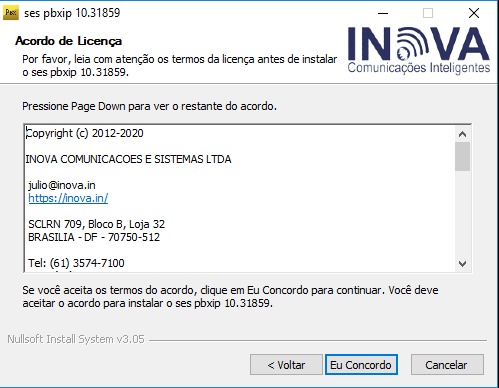 Pbx
ses pbxip 10.31859
Acordo de Licença
Por favor, leia com atenção os termos da licença antes de instalar
o ses pbxip 10.31859.
INOVA
Comunicações Inteligentes
Pressione Page Down para ver o restante do acordo.
Copyright (c) 2012-2020
INOVA COMUNICACOES E SISTEMAS LTDA
julio@inova.in
https://inova.in/
SCLRN 709, Bloco B, Loja 32
BRASILIA - DF - 70750-512
Tel: (61) 3574-7100
Se você aceita os termos do acordo, clique em Eu Concordo para continuar. Você deve
aceitar o acordo para instalar o ses pbxip 10.31859.
Nullsoft Install System v3.05
< Voltar
Eu Concordo
Cancelar